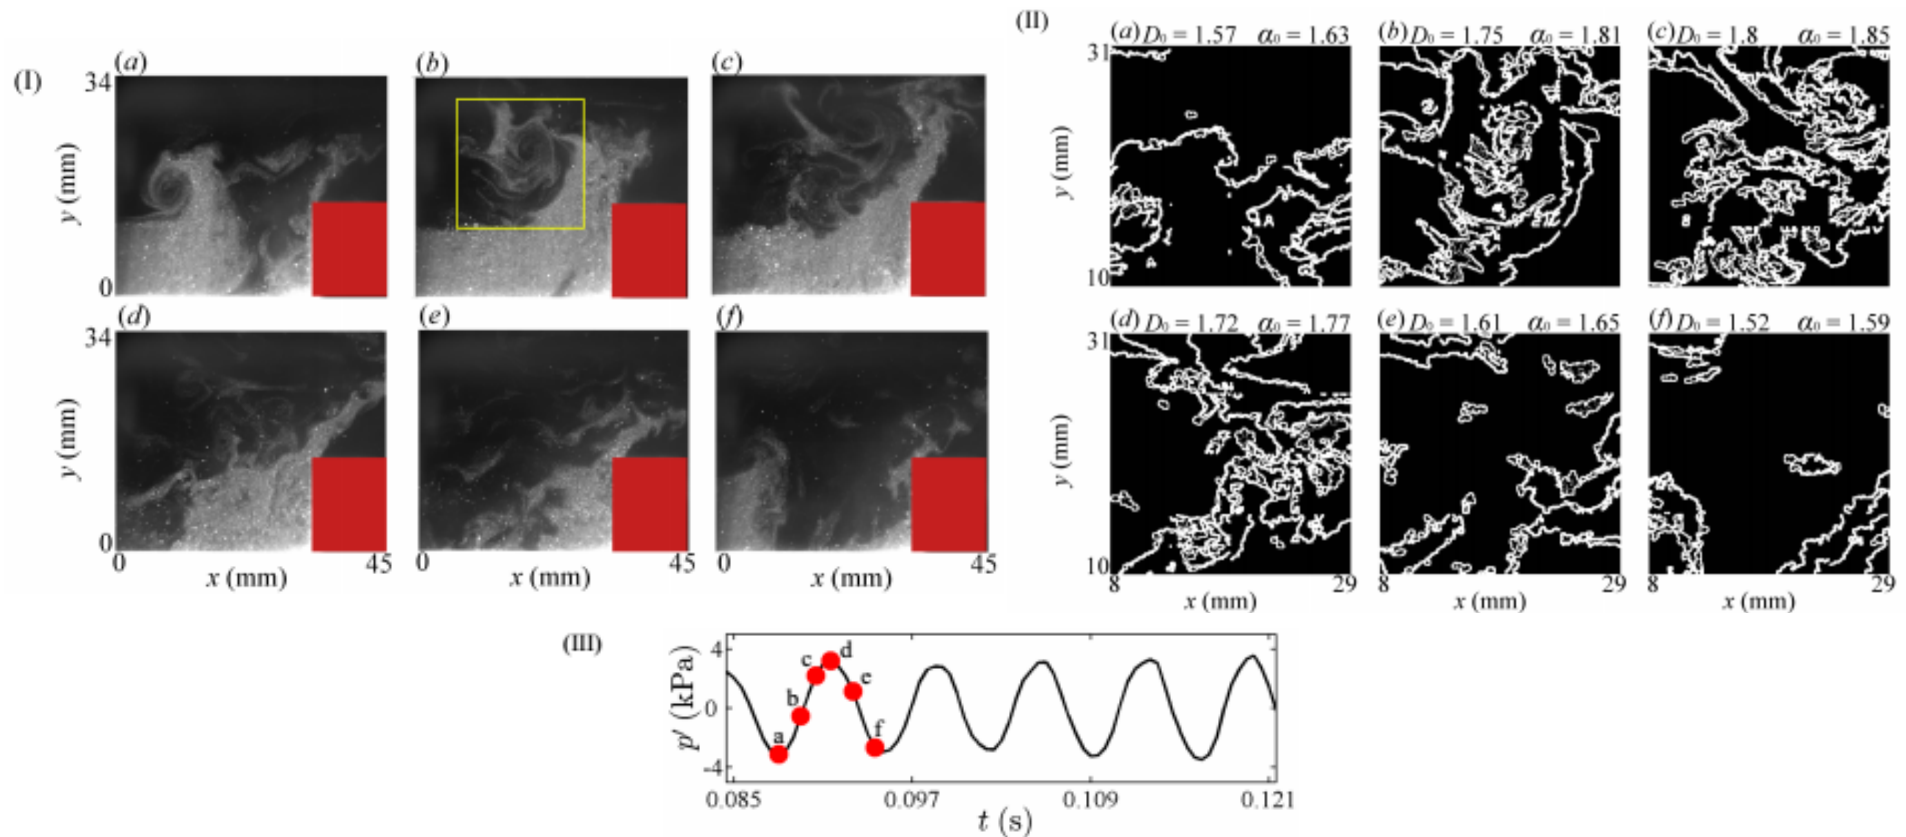 (I)
(a) (b) (c)
34
y (mm)
0
(d) (e) (f)
34
y (mm)
0
0 45 0 45 0 45
x (mm) x (mm) x (mm)
(II)
(a) D₀ = 1.57 α₀ = 1.63 (b) D₀ = 1.75 α₀ = 1.81 (c) D₀ = 1.8 α₀ = 1.85
31
y (mm)
10
(d) D₀ = 1.72 α₀ = 1.77 (e) D₀ = 1.61 α₀ = 1.65 (f) D₀ = 1.52 α₀ = 1.59
31
y (mm)
10
8 29 8 29 8 29
x (mm) x (mm) x (mm)
(III)
4
0
-4
p′ (kPa)
a b c d e f
0.085 0.097 0.109 0.121
t (s)